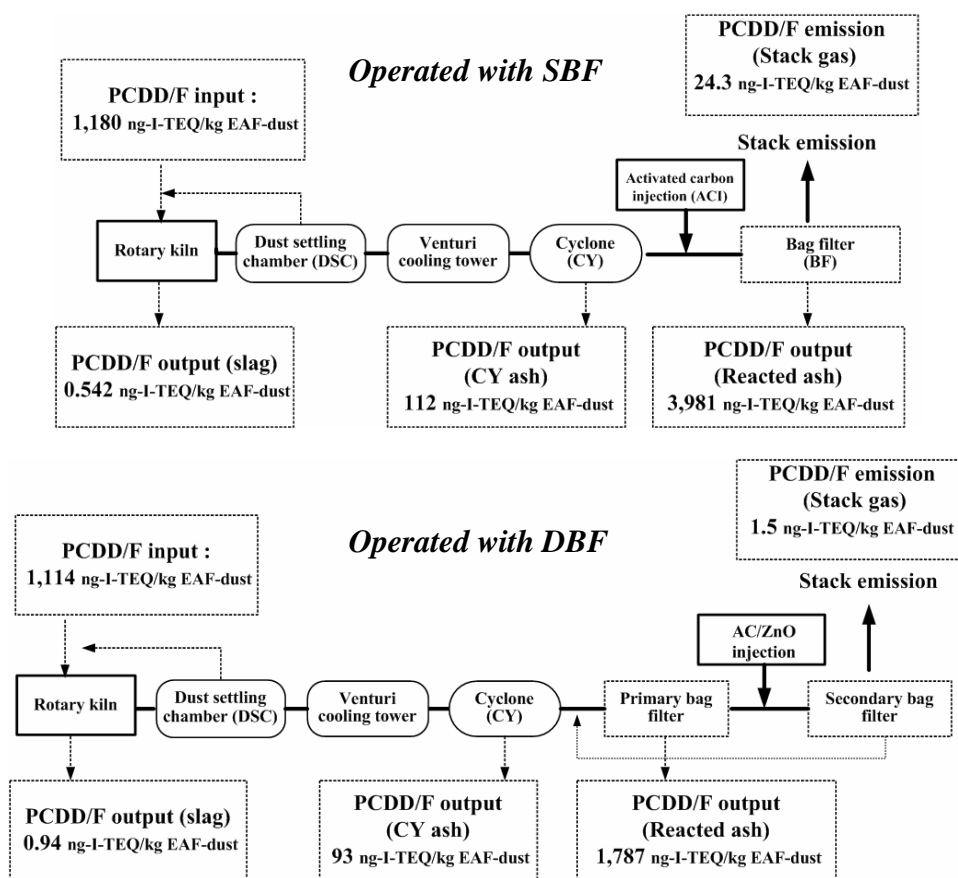 Operated with SBF
PCDD/F input :
1,180 ng-I-TEQ/kg EAF-dust
PCDD/F emission
(Stack gas)
24.3 ng-I-TEQ/kg EAF-dust
Stack emission
Activated carbon
injection (ACI)
Rotary kiln
Dust settling
chamber (DSC)
Venturi
cooling tower
Cyclone
(CY)
Bag filter
(BF)
PCDD/F output (slag)
0.542 ng-I-TEQ/kg EAF-dust
PCDD/F output
(CY ash)
112 ng-I-TEQ/kg EAF-dust
PCDD/F output
(Reacted ash)
3,981 ng-I-TEQ/kg EAF-dust
Operated with DBF
PCDD/F input :
1,114 ng-I-TEQ/kg EAF-dust
PCDD/F emission
(Stack gas)
1.5 ng-I-TEQ/kg EAF-dust
Stack emission
AC/ZnO
injection
Rotary kiln
Dust settling
chamber (DSC)
Venturi
cooling tower
Cyclone
(CY)
Primary bag
filter
Secondary bag
filter
PCDD/F output (slag)
0.94 ng-I-TEQ/kg EAF-dust
PCDD/F output
(CY ash)
93 ng-I-TEQ/kg EAF-dust
PCDD/F output
(Reacted ash)
1,787 ng-I-TEQ/kg EAF-dust